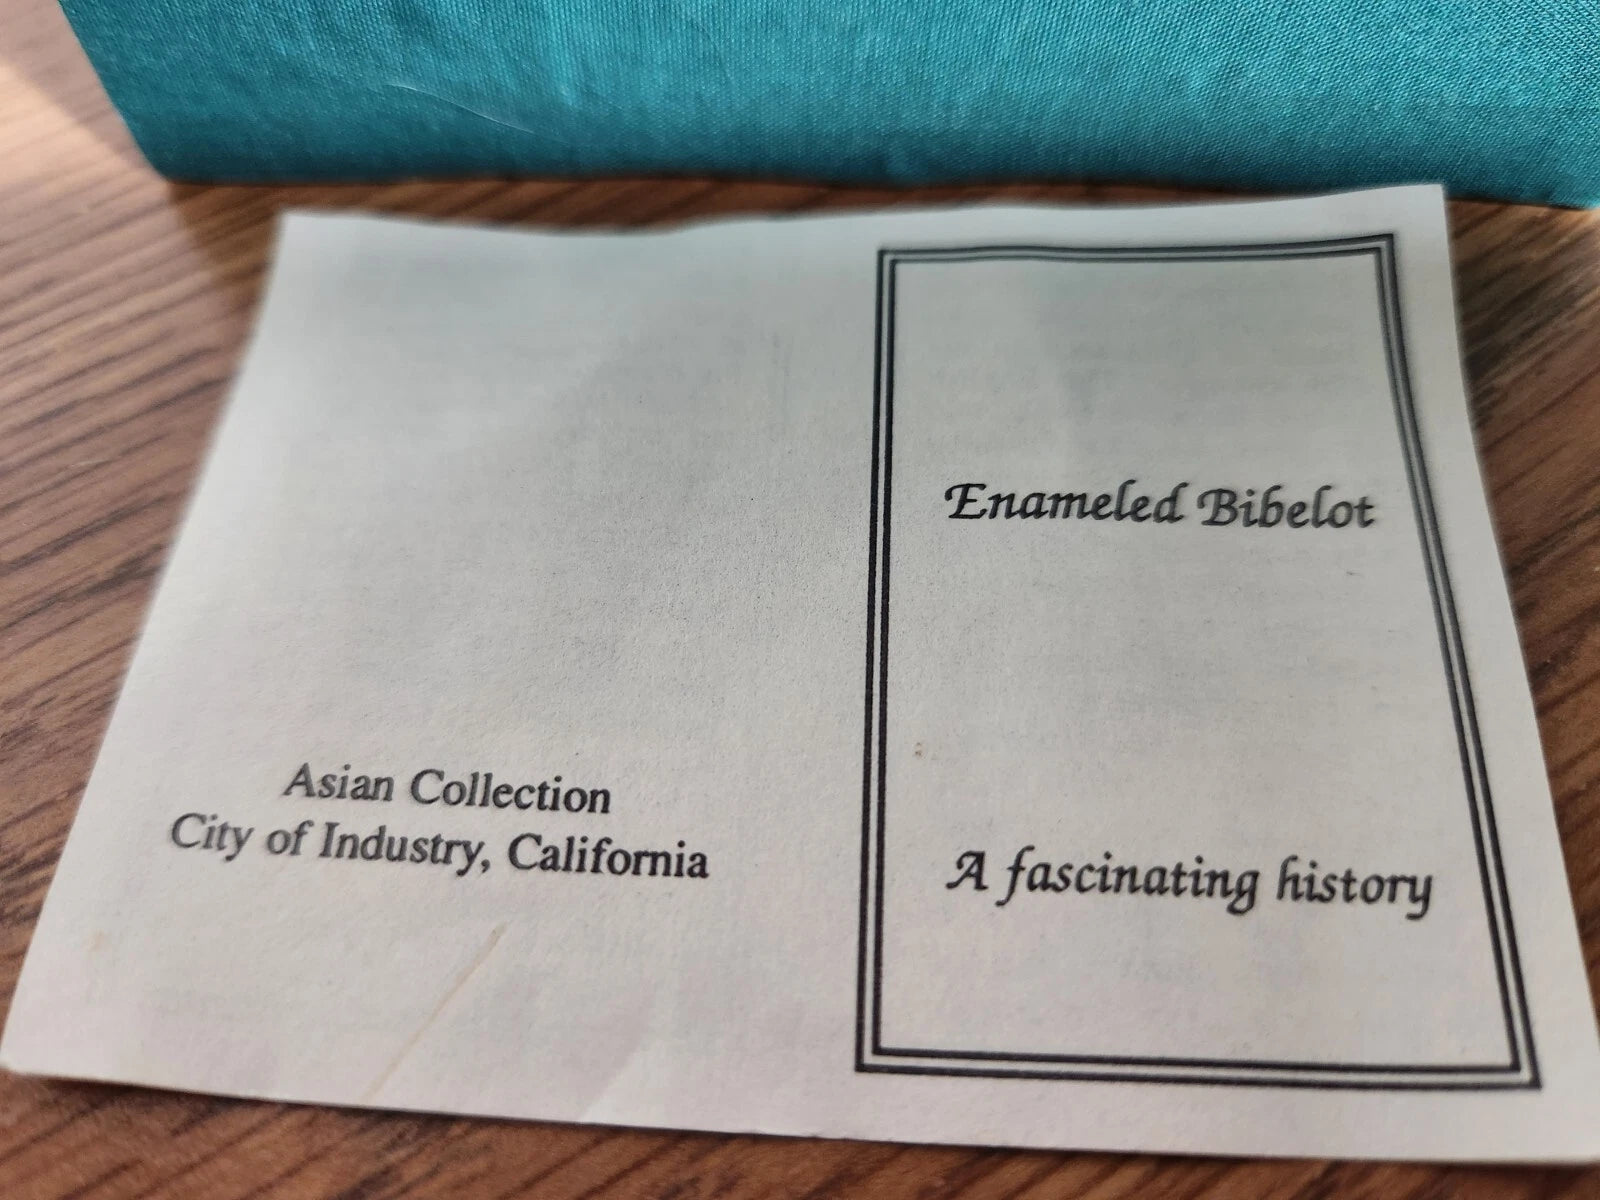 Asian Collection
City of Industry, California
Enameled Bibelot
A fascinating history